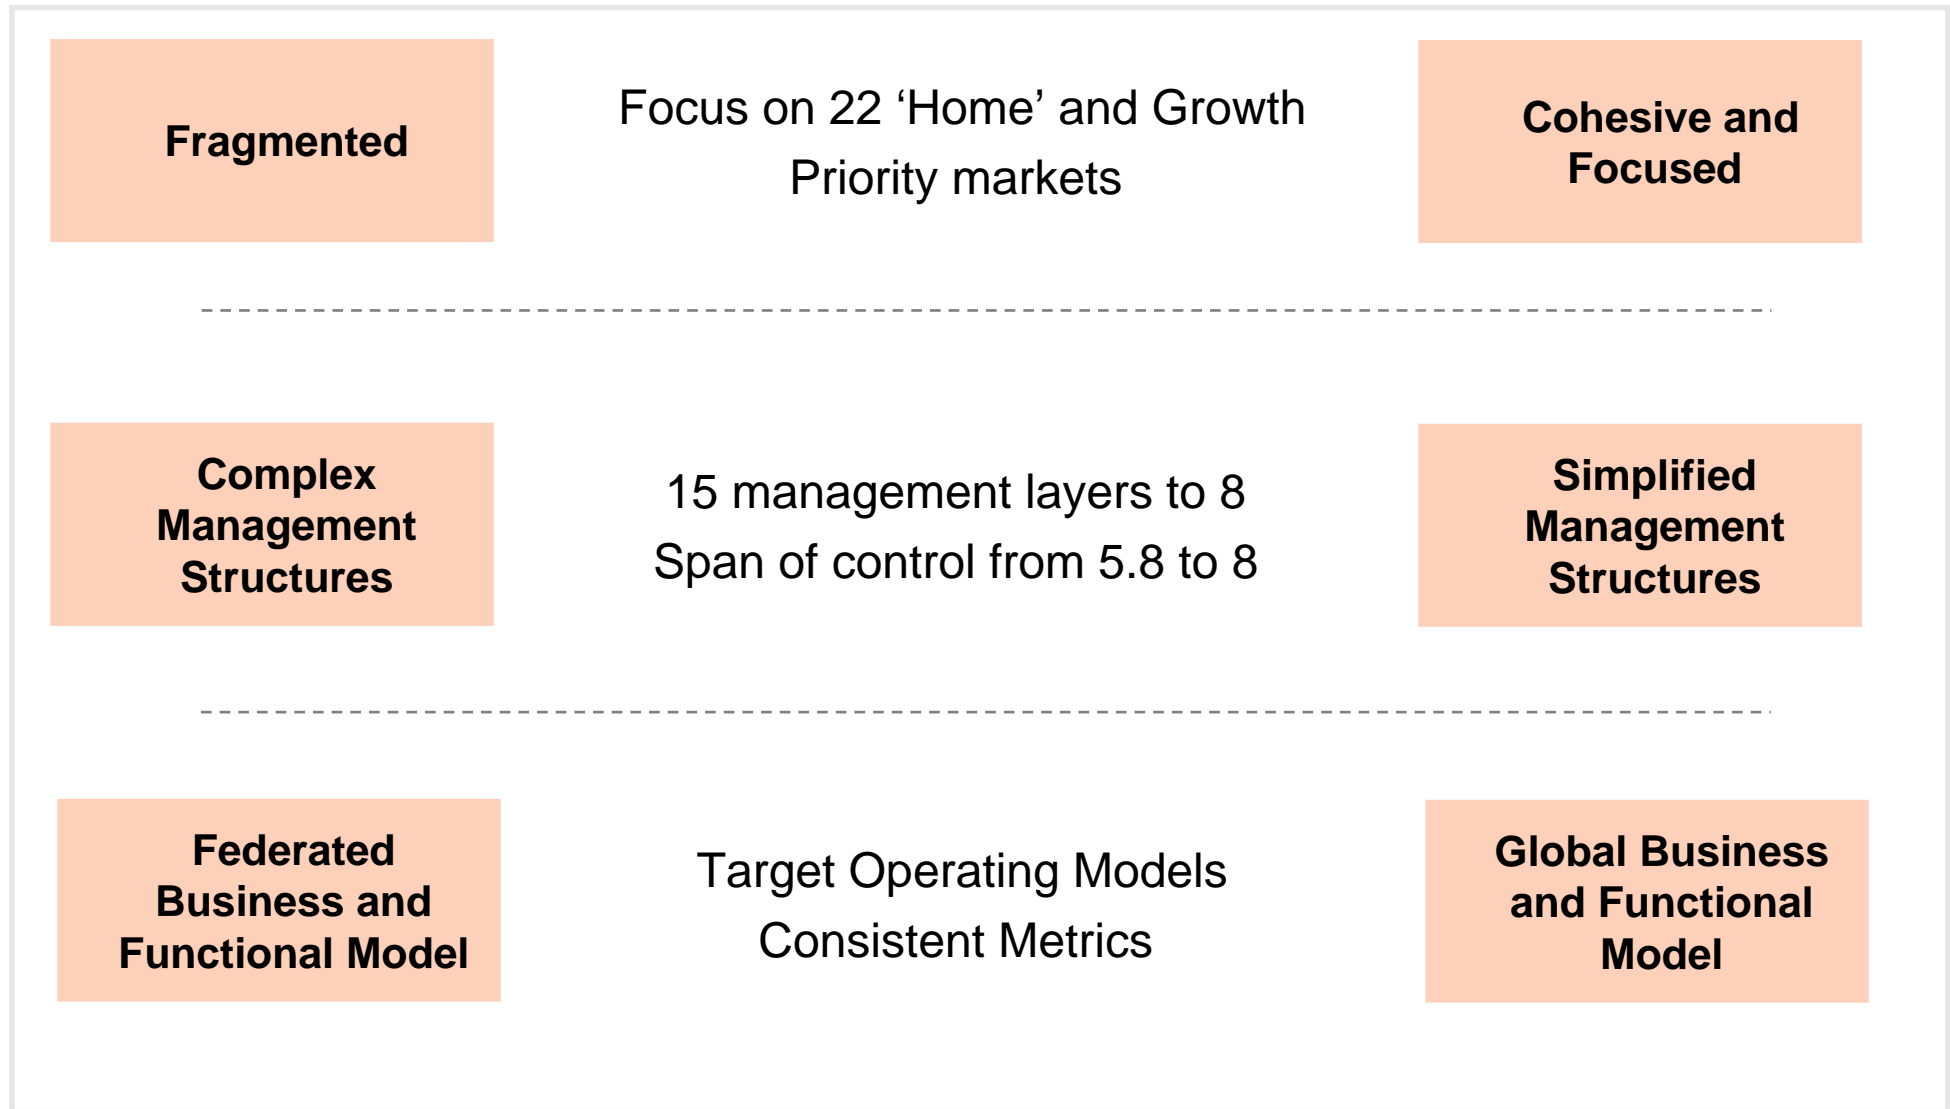 Fragmented
Focus on 22 ‘Home’ and Growth
Priority markets
Cohesive and
Focused
Complex
Management
Structures
15 management layers to 8
Span of control from 5.8 to 8
Simplified
Management
Structures
Federated
Business and
Functional Model
Target Operating Models
Consistent Metrics
Global Business
and Functional
Model